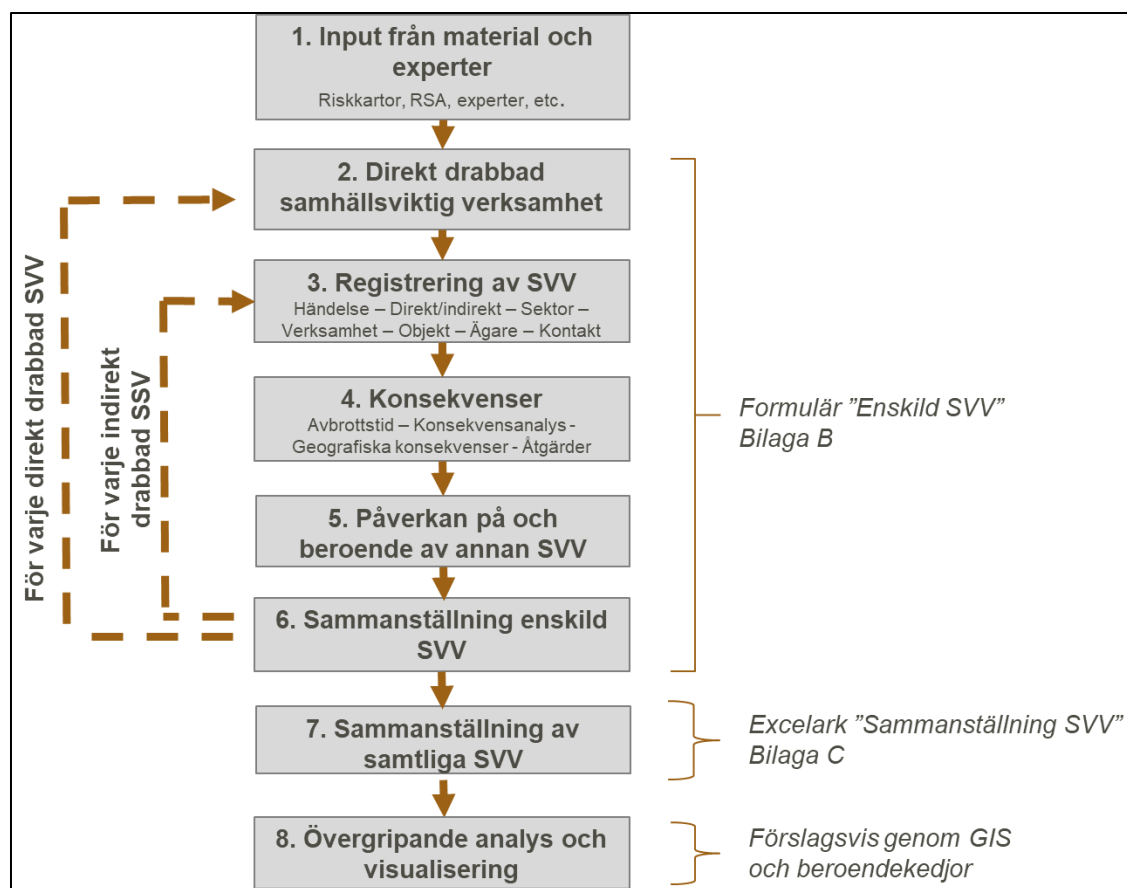 1. Input från material och
experter
Riskkartor, RSA, experter, etc.
2. Direkt drabbad
samhällsviktig verksamhet
3. Registrering av SVV
Händelse – Direkt/indirekt – Sektor –
Verksamhet – Objekt – Ägare – Kontakt
4. Konsekvenser
Avbrottstid – Konsekvensanalys -
Geografiska konsekvenser - Åtgärder
5. Påverkan på och
beroende av annan SVV
6. Sammanställning enskild
SVV
7. Sammanställning av
samtliga SVV
8. Övergripande analys och
visualisering
För varje direkt drabbad SVV
För varje indirekt
drabbad SSV
Formulär ”Enskild SVV”
Bilaga B
Excelark ”Sammanställning SVV”
Bilaga C
Förslagsvis genom GIS
och beroendekedjor